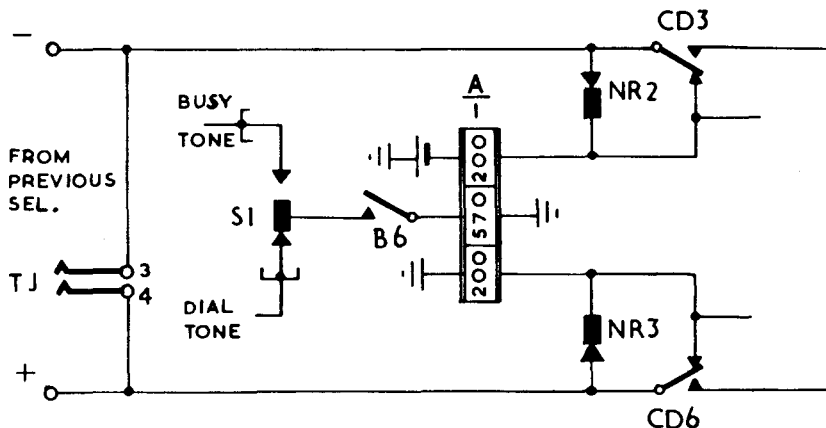 −
CD3
NR2
A
1
BUSY
TONE
FROM
PREVIOUS
SEL.
S1
B6
200
570
200
TJ
3
4
DIAL
TONE
NR3
+
CD6